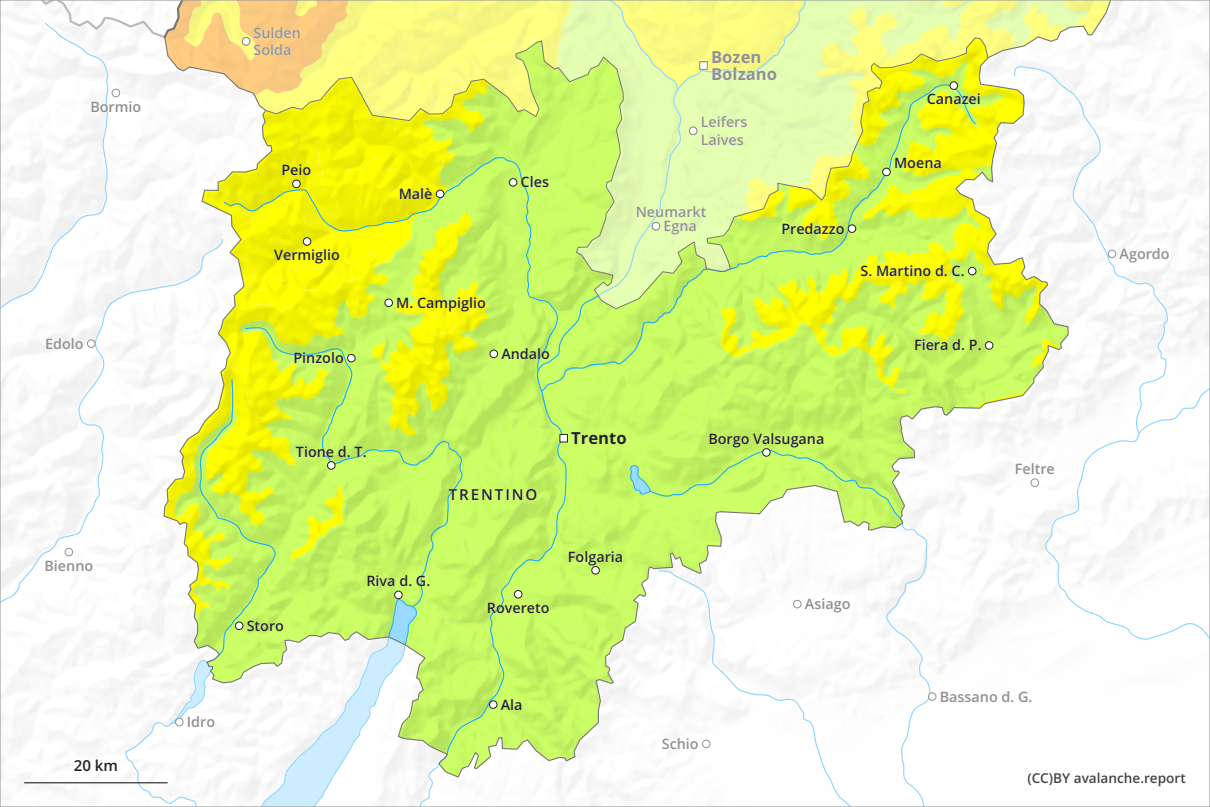 Sulden
Solda
Bozen
Bolzano
Bormio
Canazei
Leifers
Laives
Moena
Peio
Malè
Cles
Neumarkt
Egna
Predazzo
Vermiglio
Agordo
S. Martino d. C.
M. Campiglio
Edolo
Fiera d. P.
Pinzolo
Andalo
Trento
Borgo Valsugana
Tione d. T.
Feltre
TRENTINO
Bienno
Folgaria
Riva d. G.
Rovereto
Asiago
Storo
Bassano d. G.
Ala
Idro
Schio
20 km
(CC)BY avalanche.report